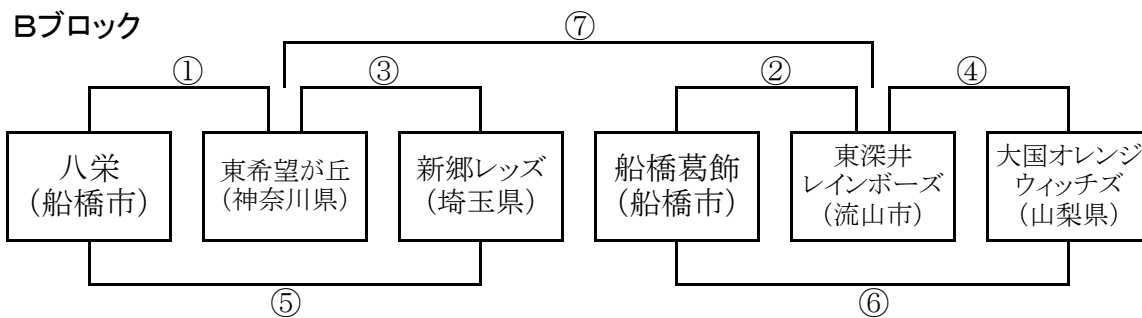 Bブロック
⑦
①
③
②
④
八栄
(船橋市)
東希望が丘
(神奈川県)
新郷レッズ
(埼玉県)
船橋葛飾
(船橋市)
東深井
レインボーズ
(流山市)
大国オレンジ
ウィッチズ
(山梨県)
⑤
⑥